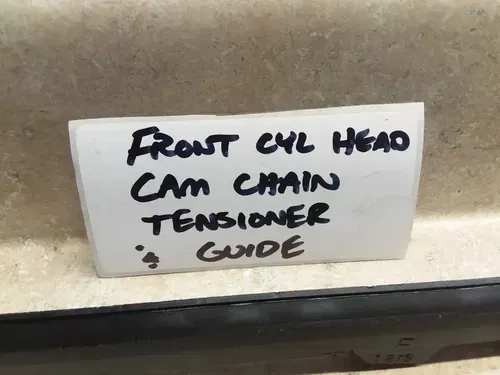 FRONT CYL HEAD
CAM CHAIN
TENSIONER
& GUIDE